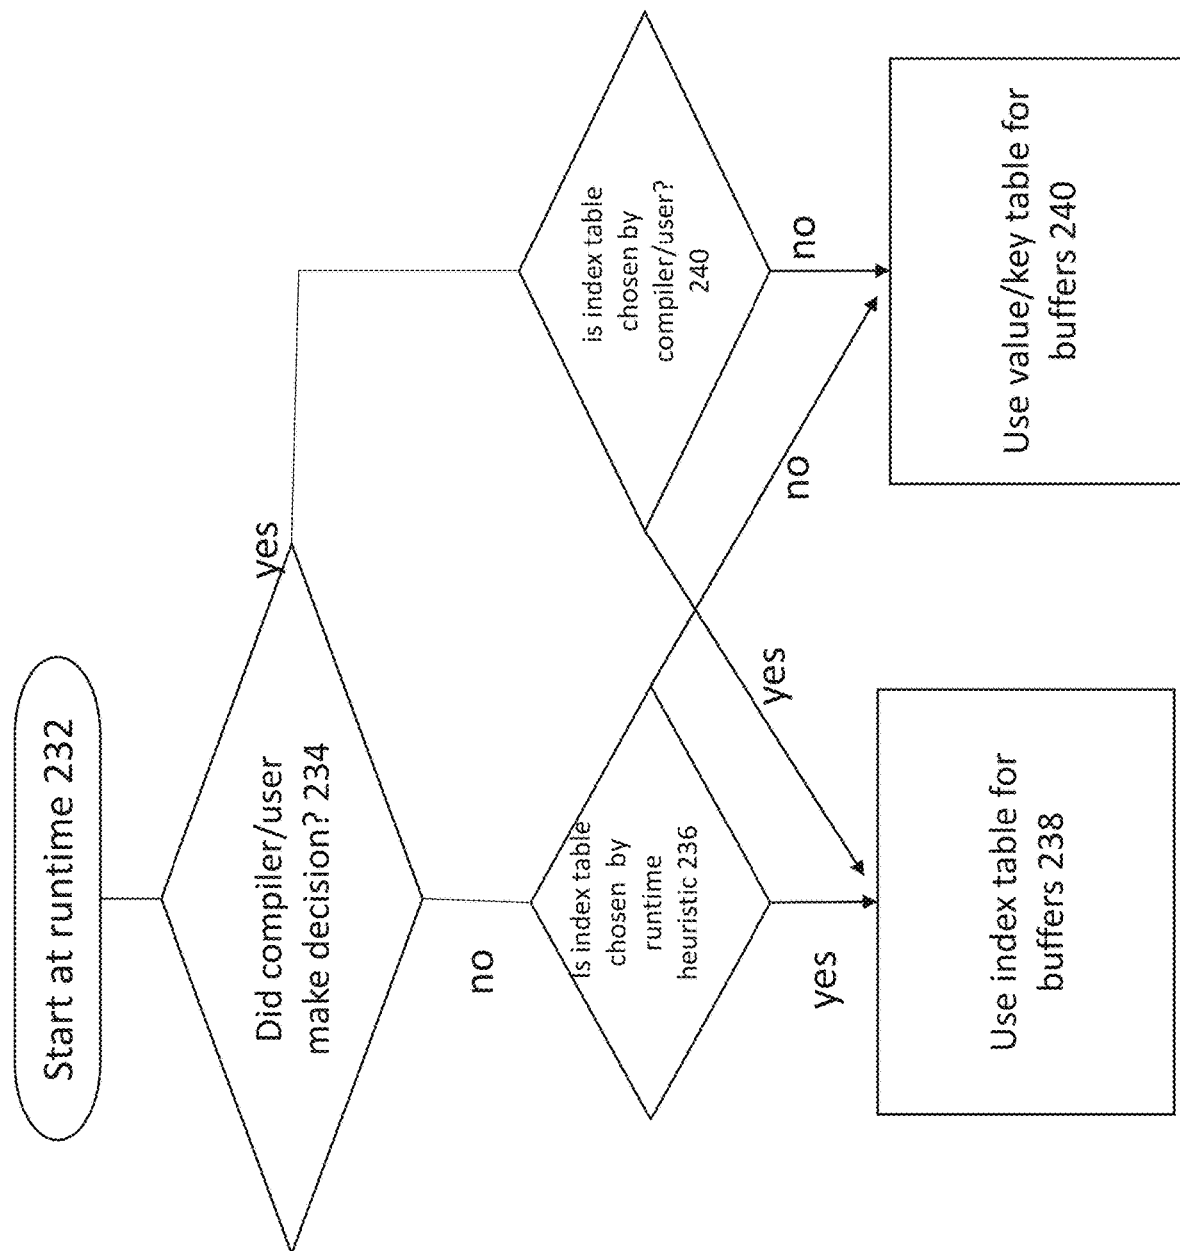 Start at runtime 232
Did compiler/user
make decision? 234
yes
no
Is index table
chosen by
runtime
heuristic 236
is index table
chosen by
compiler/user?
240
yes
yes
no
no
Use index table for
buffers 238
Use value/key table for
buffers 240